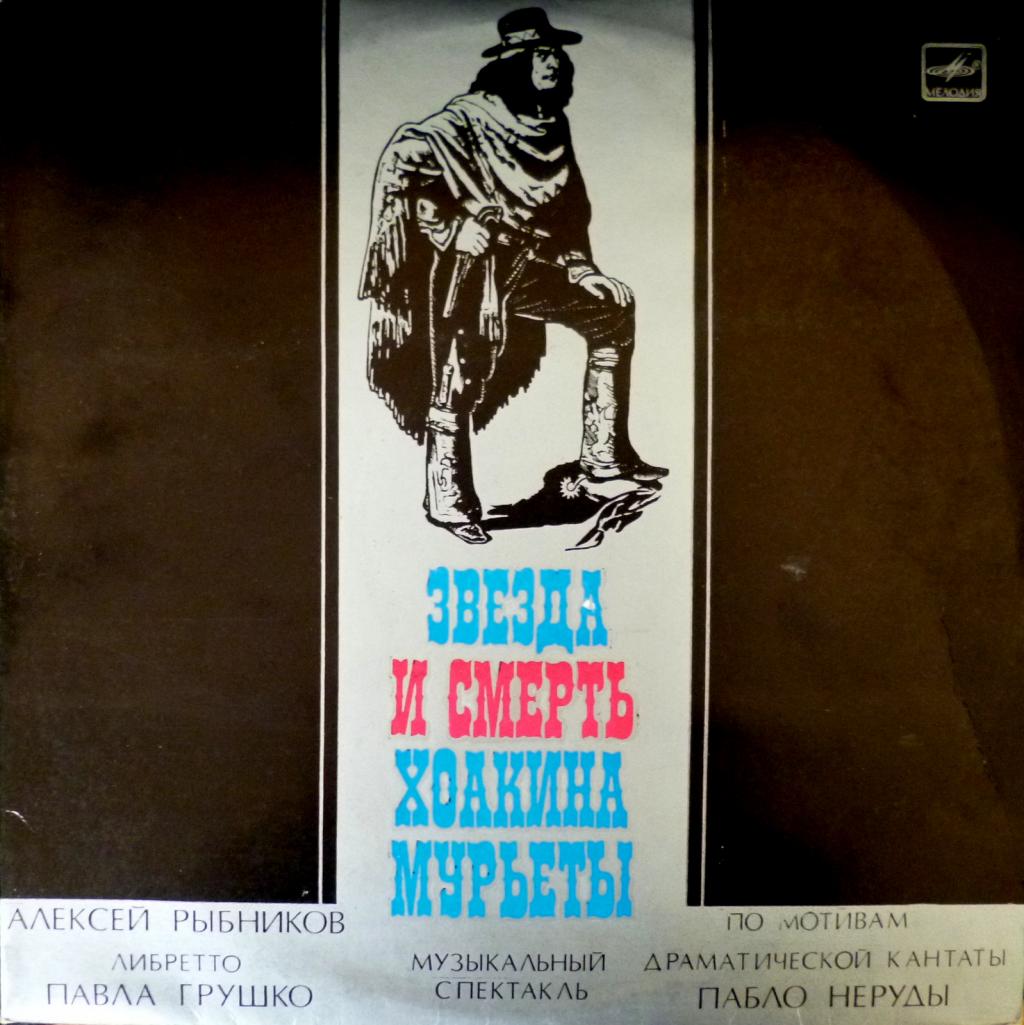 МЕЛОДИЯ
ЗВЕЗДА
И СМЕРТЬ
ХОАКИНА
МУРЬЕТЫ
АЛЕКСЕЙ РЫБНИКОВ
ЛИБРЕТТО
ПАВЛА ГРУШКО
МУЗЫКАЛЬНЫЙ
СПЕКТАКЛЬ
ПО МОТИВАМ
ДРАМАТИЧЕСКОЙ КАНТАТЫ
ПАБЛО НЕРУДЫ